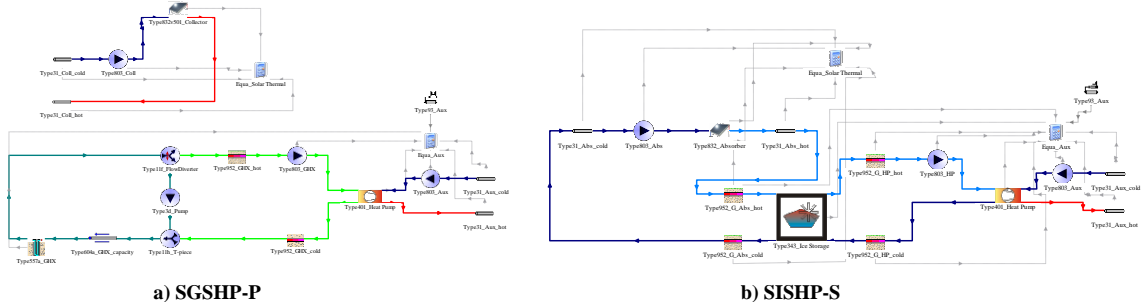 Type832v501_Collector
Type31_Coll_cold
Type803_Coll
Equa_Solar Thermal
Type31_Coll_hot
Type93_Aux
Equa_Aux
Type11f_FlowDiverter
Type952_GHX_hot
Type803_GHX
Type803_Aux
Type31_Aux_cold
Type3d_Pump
Type401_Heat Pump
Type31_Aux_hot
Type557a_GHX
Type604a_GHX_capacity
Type11h_T-piece
Type952_GHX_cold
a) SGSHP-P
Equa_Solar Thermal
Type93_Aux
Type31_Abs_cold
Type803_Abs
Type832_Absorber
Type31_Abs_hot
Equa_Aux
Type952_G_HP_hot
Type803_HP
Type803_Aux
Type31_Aux_cold
Type952_G_Abs_hot
Type401_Heat Pump
Type31_Aux_hot
Type343_Ice Storage
Type952_G_Abs_cold
Type952_G_HP_cold
b) SISHP-S